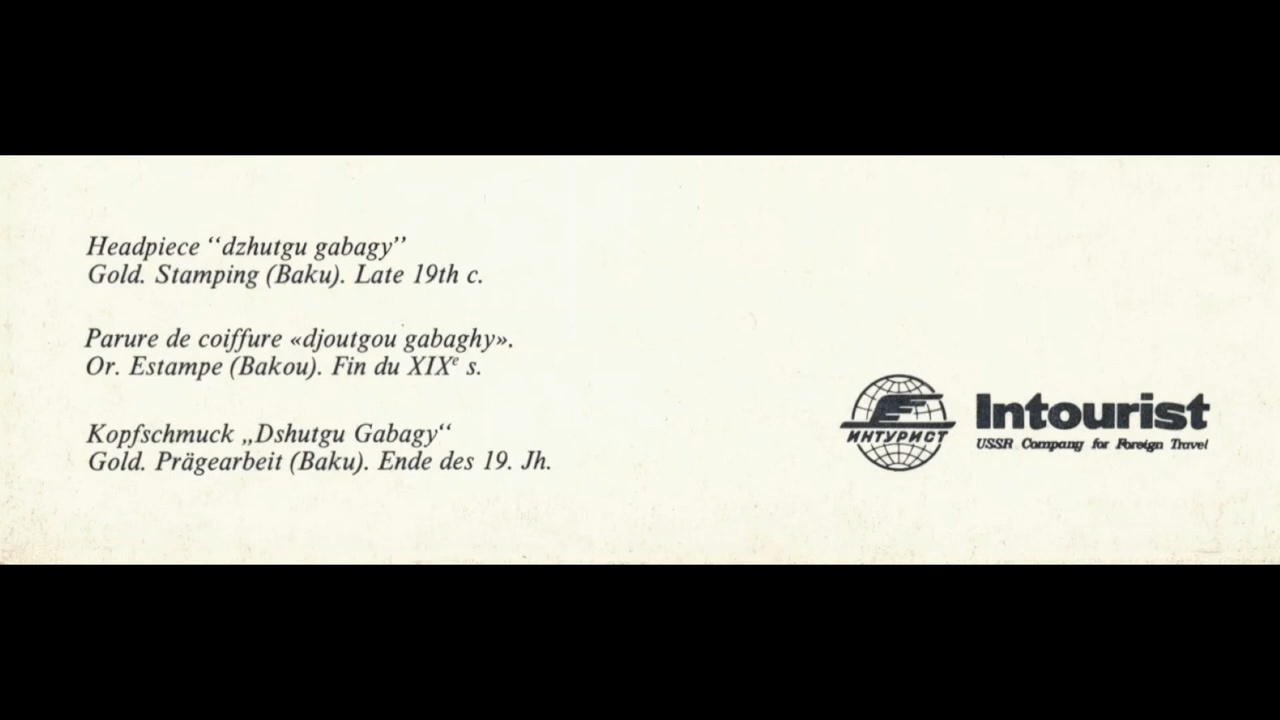 Headpiece “dzhutgu gabagy”
Gold. Stamping (Baku). Late 19th c.
Parure de coiffure «djoutgou gabaghy».
Or. Estampe (Bakou). Fin du XIXᵉ s.
Kopfschmuck „Dshutgu Gabagy“
Gold. Prägearbeit (Baku). Ende des 19. Jh.
ИНТУРИСТ
Intourist
USSR Company for Foreign Travel